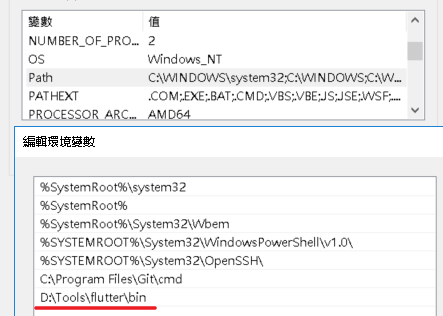 變數 值
NUMBER_OF_PRO... 2
OS Windows_NT
Path C:\WINDOWS\system32;C:\WINDOWS;C:\W...
PATHEXT .COM;.EXE;.BAT;.CMD;.VBS;.VBE;.JS;.JSE;.WSF;....
PROCESSOR_ARC... AMD64
編輯環境變數
%SystemRoot%\system32
%SystemRoot%
%SystemRoot%\System32\Wbem
%SYSTEMROOT%\System32\WindowsPowerShell\v1.0\
%SYSTEMROOT%\System32\OpenSSH\
C:\Program Files\Git\cmd
D:\Tools\flutter\bin